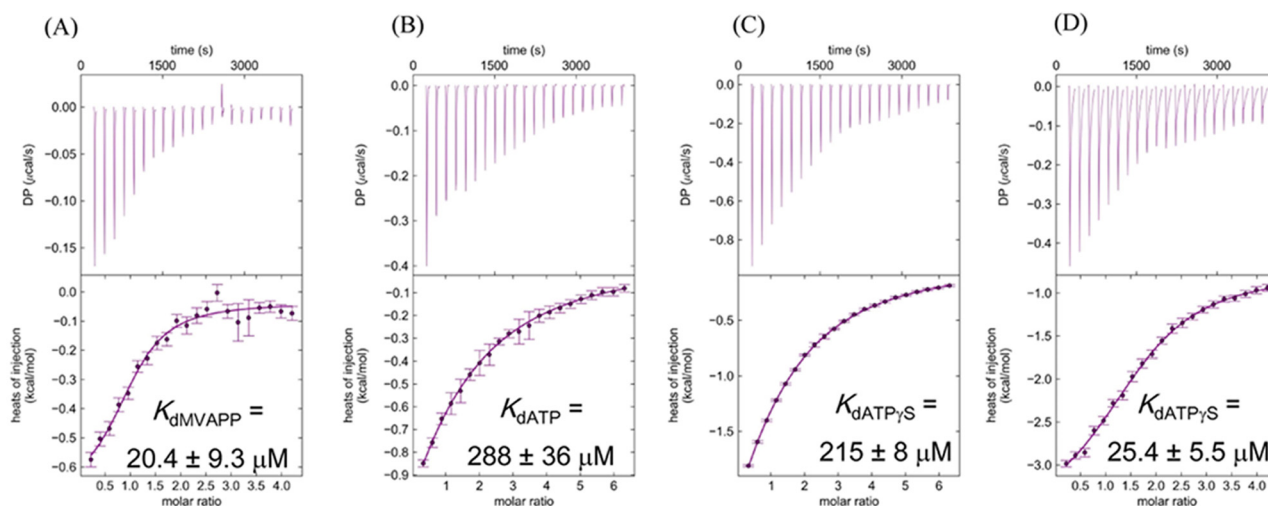 (A)
time (s)
0 1500 3000
DP (μcal/s)
0.00
−0.05
−0.10
−0.15
heats of injection
(kcal/mol)
0.0
−0.1
−0.2
−0.3
−0.4
−0.5
−0.6
KdMVAPP =
20.4 ± 9.3 μM
0.5 1.0 1.5 2.0 2.5 3.0 3.5 4.0
molar ratio
(B)
time (s)
0 1500 3000
DP (μcal/s)
0.0
−0.1
−0.2
−0.3
−0.4
heats of injection
(kcal/mol)
−0.1
−0.2
−0.3
−0.4
−0.5
−0.6
−0.7
−0.8
−0.9
KdATP =
288 ± 36 μM
1 2 3 4 5 6
molar ratio
(C)
time (s)
0 1500 3000
DP (μcal/s)
0.0
−0.2
−0.4
−0.6
−0.8
heats of injection
(kcal/mol)
−0.5
−1.0
−1.5
KdATPγS =
215 ± 8 μM
1 2 3 4 5 6
molar ratio
(D)
time (s)
0 500 1000 1500 2000 2500 3000 3500 4000
DP (μcal/s)
0.0
−0.1
−0.2
−0.3
−0.4
heats of injection
(kcal/mol)
−1.0
−1.5
−2.0
−2.5
−3.0
KdATPγS =
25.4 ± 5.5 μM
0.5 1.0 1.5 2.0 2.5 3.0 3.5 4.0
molar ratio